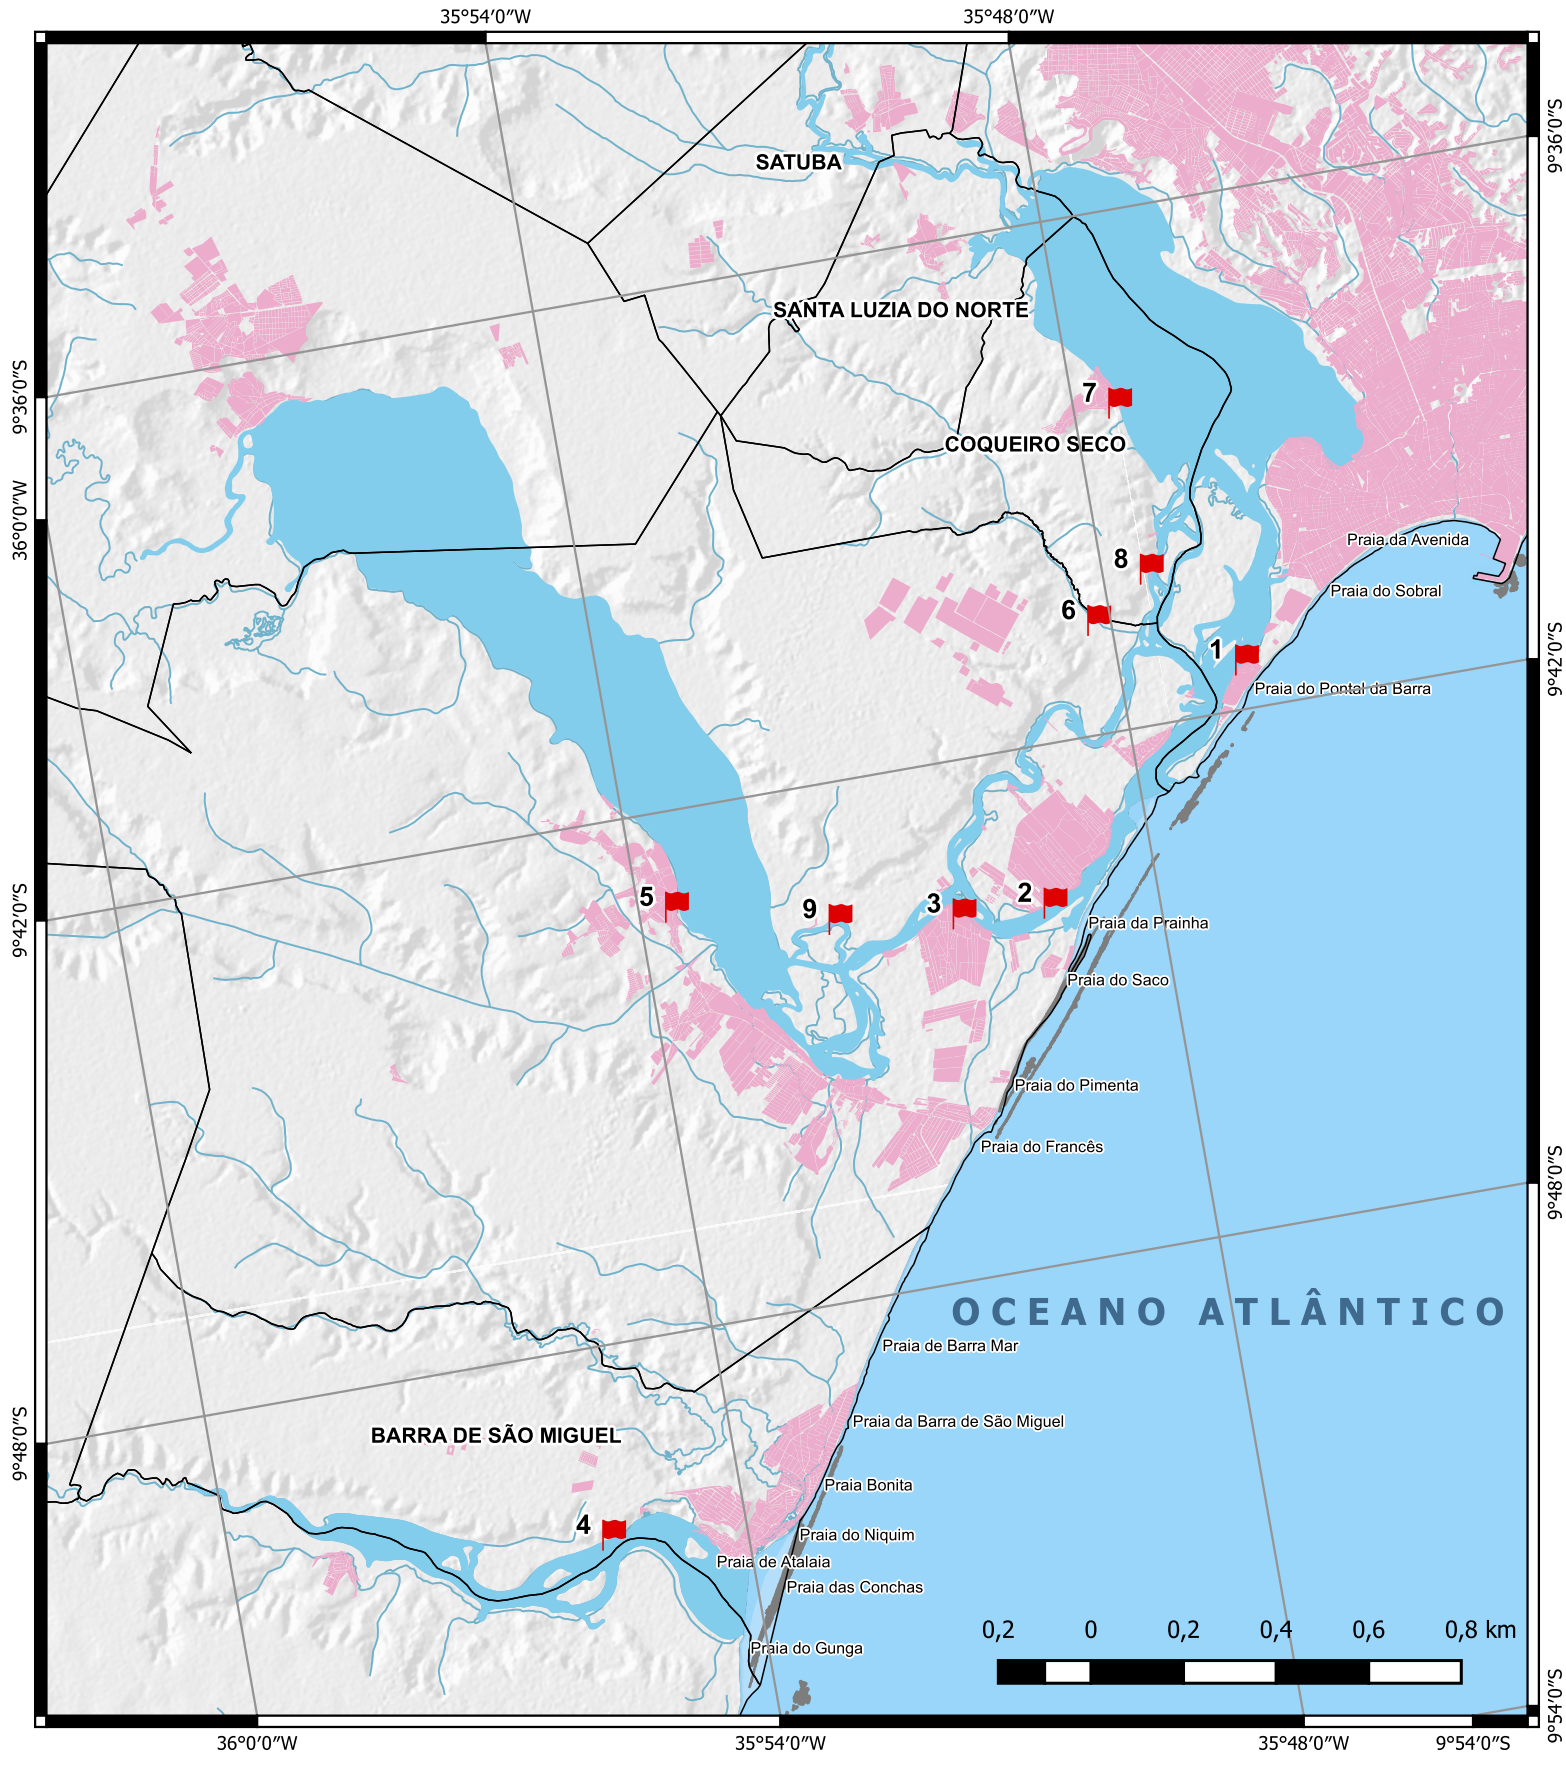 35°54′0″W 35°48′0″W
9°36′0″S
SATUBA
SANTA LUZIA DO NORTE
9°36′0″S
7
COQUEIRO SECO
36°0′0″W
Praia da Avenida
8
Praia do Sobral
6
1
9°42′0″S
Praia do Pontal da Barra
5
9
3
2
9°42′0″S
Praia da Prainha
Praia do Saco
Praia do Pimenta
Praia do Francês
9°48′0″S
OCEANO ATLÂNTICO
Praia de Barra Mar
Praia da Barra de São Miguel
BARRA DE SÃO MIGUEL
9°48′0″S
Praia Bonita
4
Praia do Niquim
Praia de Atalaia
Praia das Conchas
0,2 0 0,2 0,4 0,6 0,8 km
Praia do Gunga
9°54′0″S
36°0′0″W 35°54′0″W 35°48′0″W 9°54′0″S